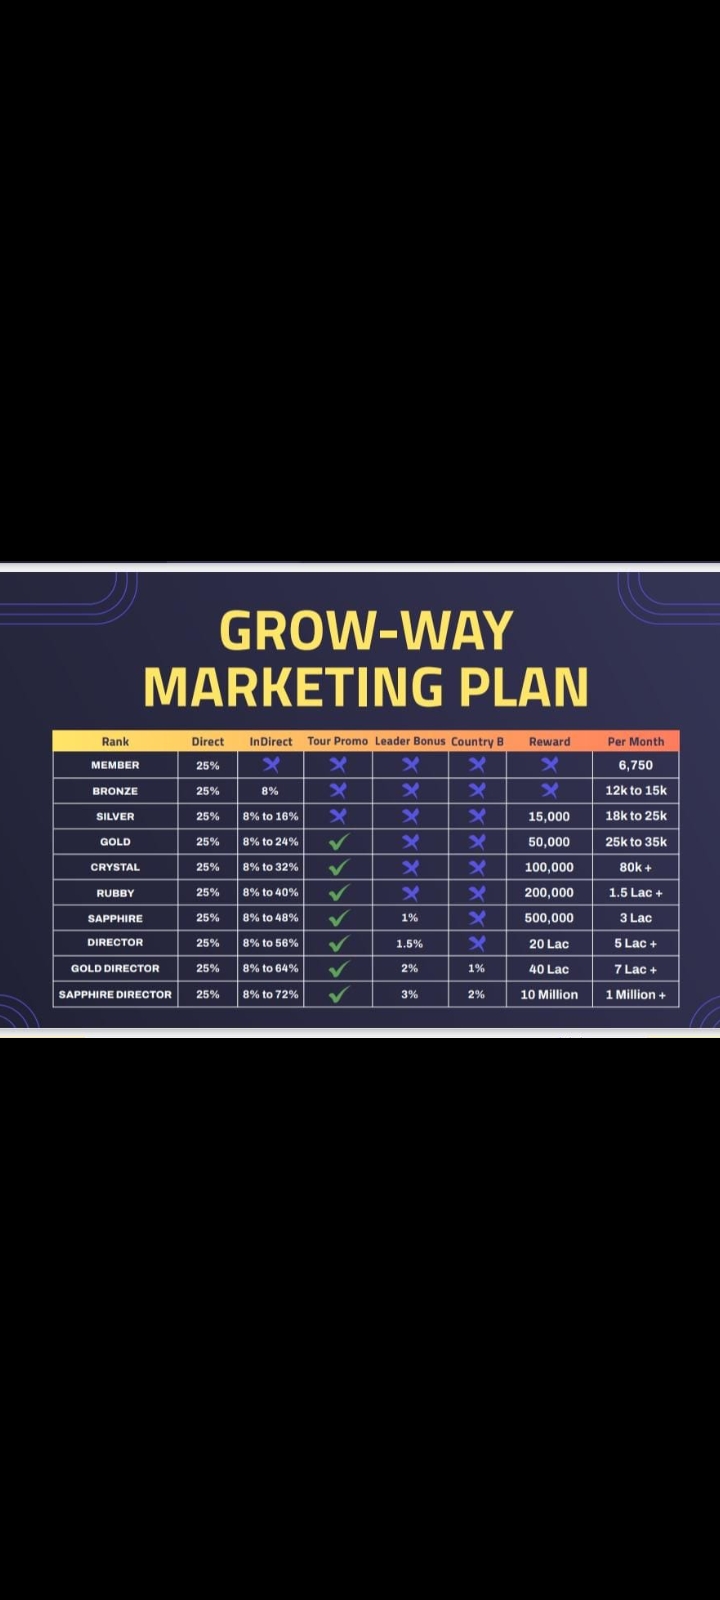 GROW-WAY
MARKETING PLAN
Rank Direct InDirect Tour Promo Leader Bonus Country B Reward Per Month
MEMBER 25% 6,750
BRONZE 25% 8% 12k to 15k
SILVER 25% 8% to 16% 15,000 18k to 25k
GOLD 25% 8% to 24% 50,000 25k to 35k
CRYSTAL 25% 8% to 32% 100,000 80k +
RUBBY 25% 8% to 40% 200,000 1.5 Lac +
SAPPHIRE 25% 8% to 48% 1% 500,000 3 Lac
DIRECTOR 25% 8% to 56% 1.5% 20 Lac 5 Lac +
GOLD DIRECTOR 25% 8% to 64% 2% 1% 40 Lac 7 Lac +
SAPPHIRE DIRECTOR 25% 8% to 72% 3% 2% 10 Million 1 Million +